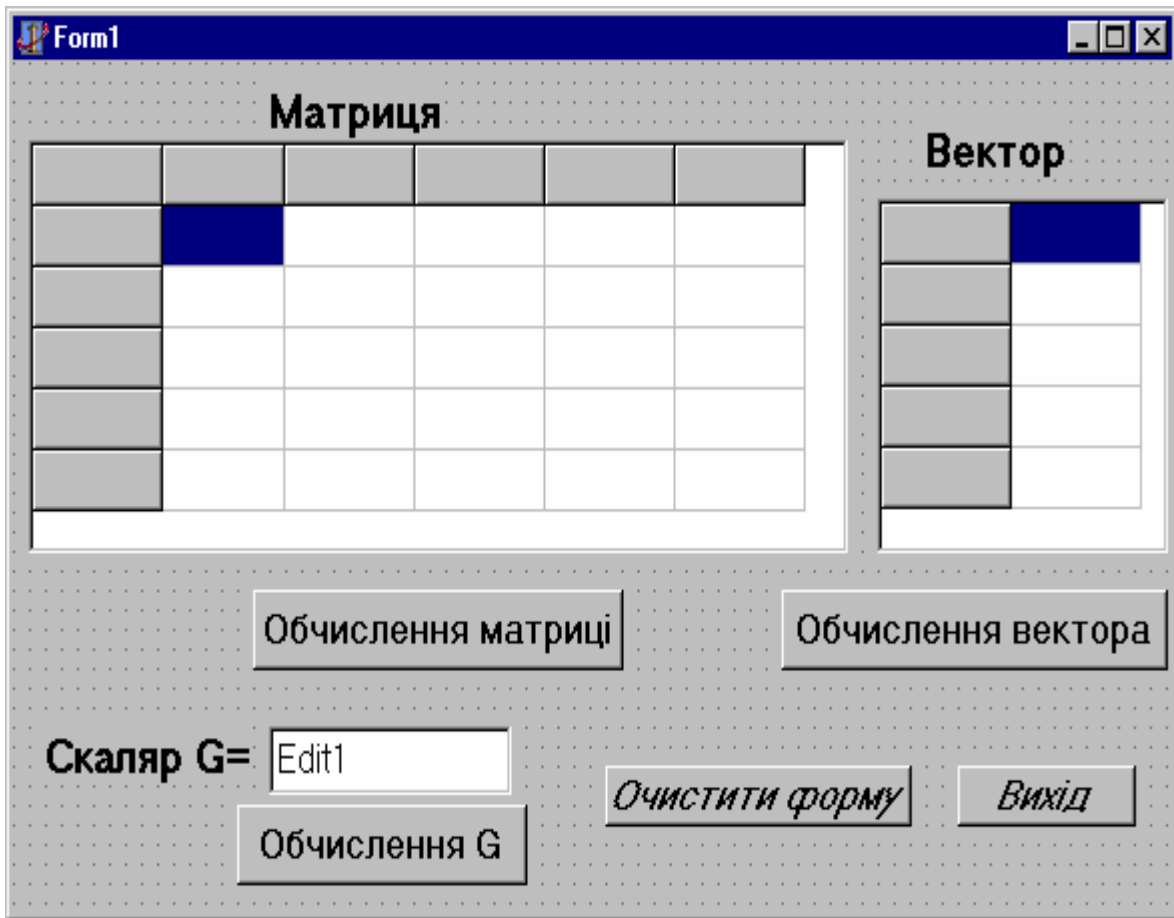 Form1
Матриця
Вектор
Обчислення матриці
Обчислення вектора
Скаляр G=
Edit1
Очистити форму
Вихід
Обчислення G